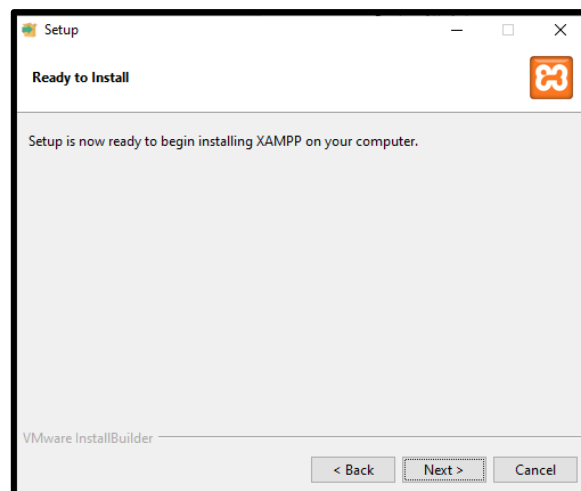 Setup
Ready to Install
Setup is now ready to begin installing XAMPP on your computer.
VMware InstallBuilder
< Back
Next >
Cancel